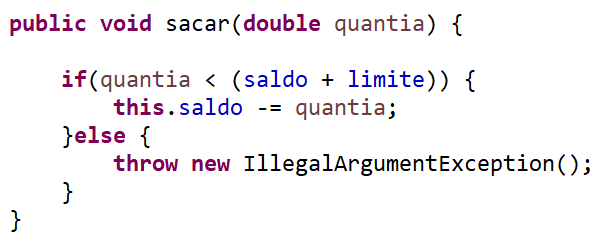 public void sacar(double quantia) {
if(quantia < (saldo + limite)) {
this.saldo -= quantia;
}else {
throw new IllegalArgumentException();
}
}